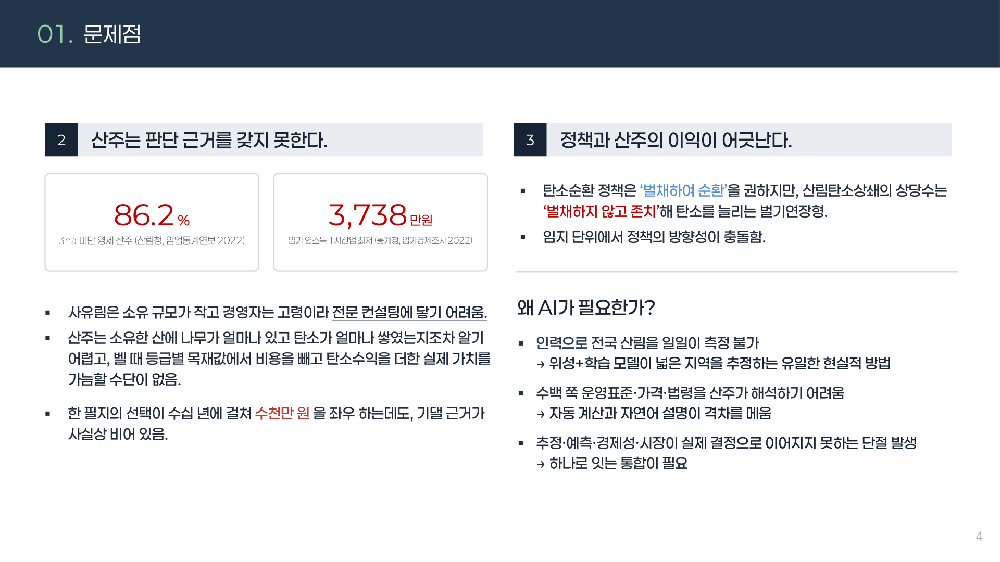 01. 문제점
2 산주는 판단 근거를 갖지 못한다.
86.2 %
3ha 미만 영세 산주 (산림청, 임업통계연보 2022)
3,738 만원
임가 연소득 1차산업 최저 (통계청, 임가경제조사 2022)
▪ 사유림은 소유 규모가 작고 경영자는 고령이라 전문 컨설팅에 닿기 어려움.
▪ 산주는 소유한 산에 나무가 얼마나 있고 탄소가 얼마나 쌓였는지조차 알기
어렵고, 벨 때 등급별 목재값에서 비용을 빼고 탄소수익을 더한 실제 가치를
가늠할 수단이 없음.
▪ 한 필지의 선택이 수십 년에 걸쳐 수천만 원 을 좌우 하는데도, 기댈 근거가
사실상 비어 있음.
3 정책과 산주의 이익이 어긋난다.
▪ 탄소순환 정책은 ‘벌채하여 순환’을 권하지만, 산림탄소상쇄의 상당수는
‘벌채하지 않고 존치’해 탄소를 늘리는 벌기연장형.
▪ 임지 단위에서 정책의 방향성이 충돌함.
왜 AI가 필요한가?
▪ 인력으로 전국 산림을 일일이 측정 불가
→ 위성+학습 모델이 넓은 지역을 추정하는 유일한 현실적 방법
▪ 수백 쪽 운영표준·가격·법령을 산주가 해석하기 어려움
→ 자동 계산과 자연어 설명이 격차를 메움
▪ 추정·예측·경제성·시장이 실제 결정으로 이어지지 못하는 단절 발생
→ 하나로 잇는 통합이 필요
4